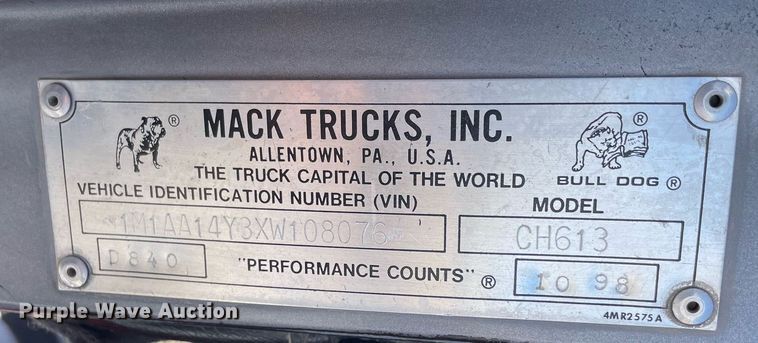 MACK TRUCKS, INC.
ALLENTOWN, PA., U.S.A.
THE TRUCK CAPITAL OF THE WORLD
BULL DOG ®
VEHICLE IDENTIFICATION NUMBER (VIN)
MODEL
1M1AA14Y3XW108076
CH613
D840
"PERFORMANCE COUNTS" ®
10 98
4MR2575A
Purple Wave Auction